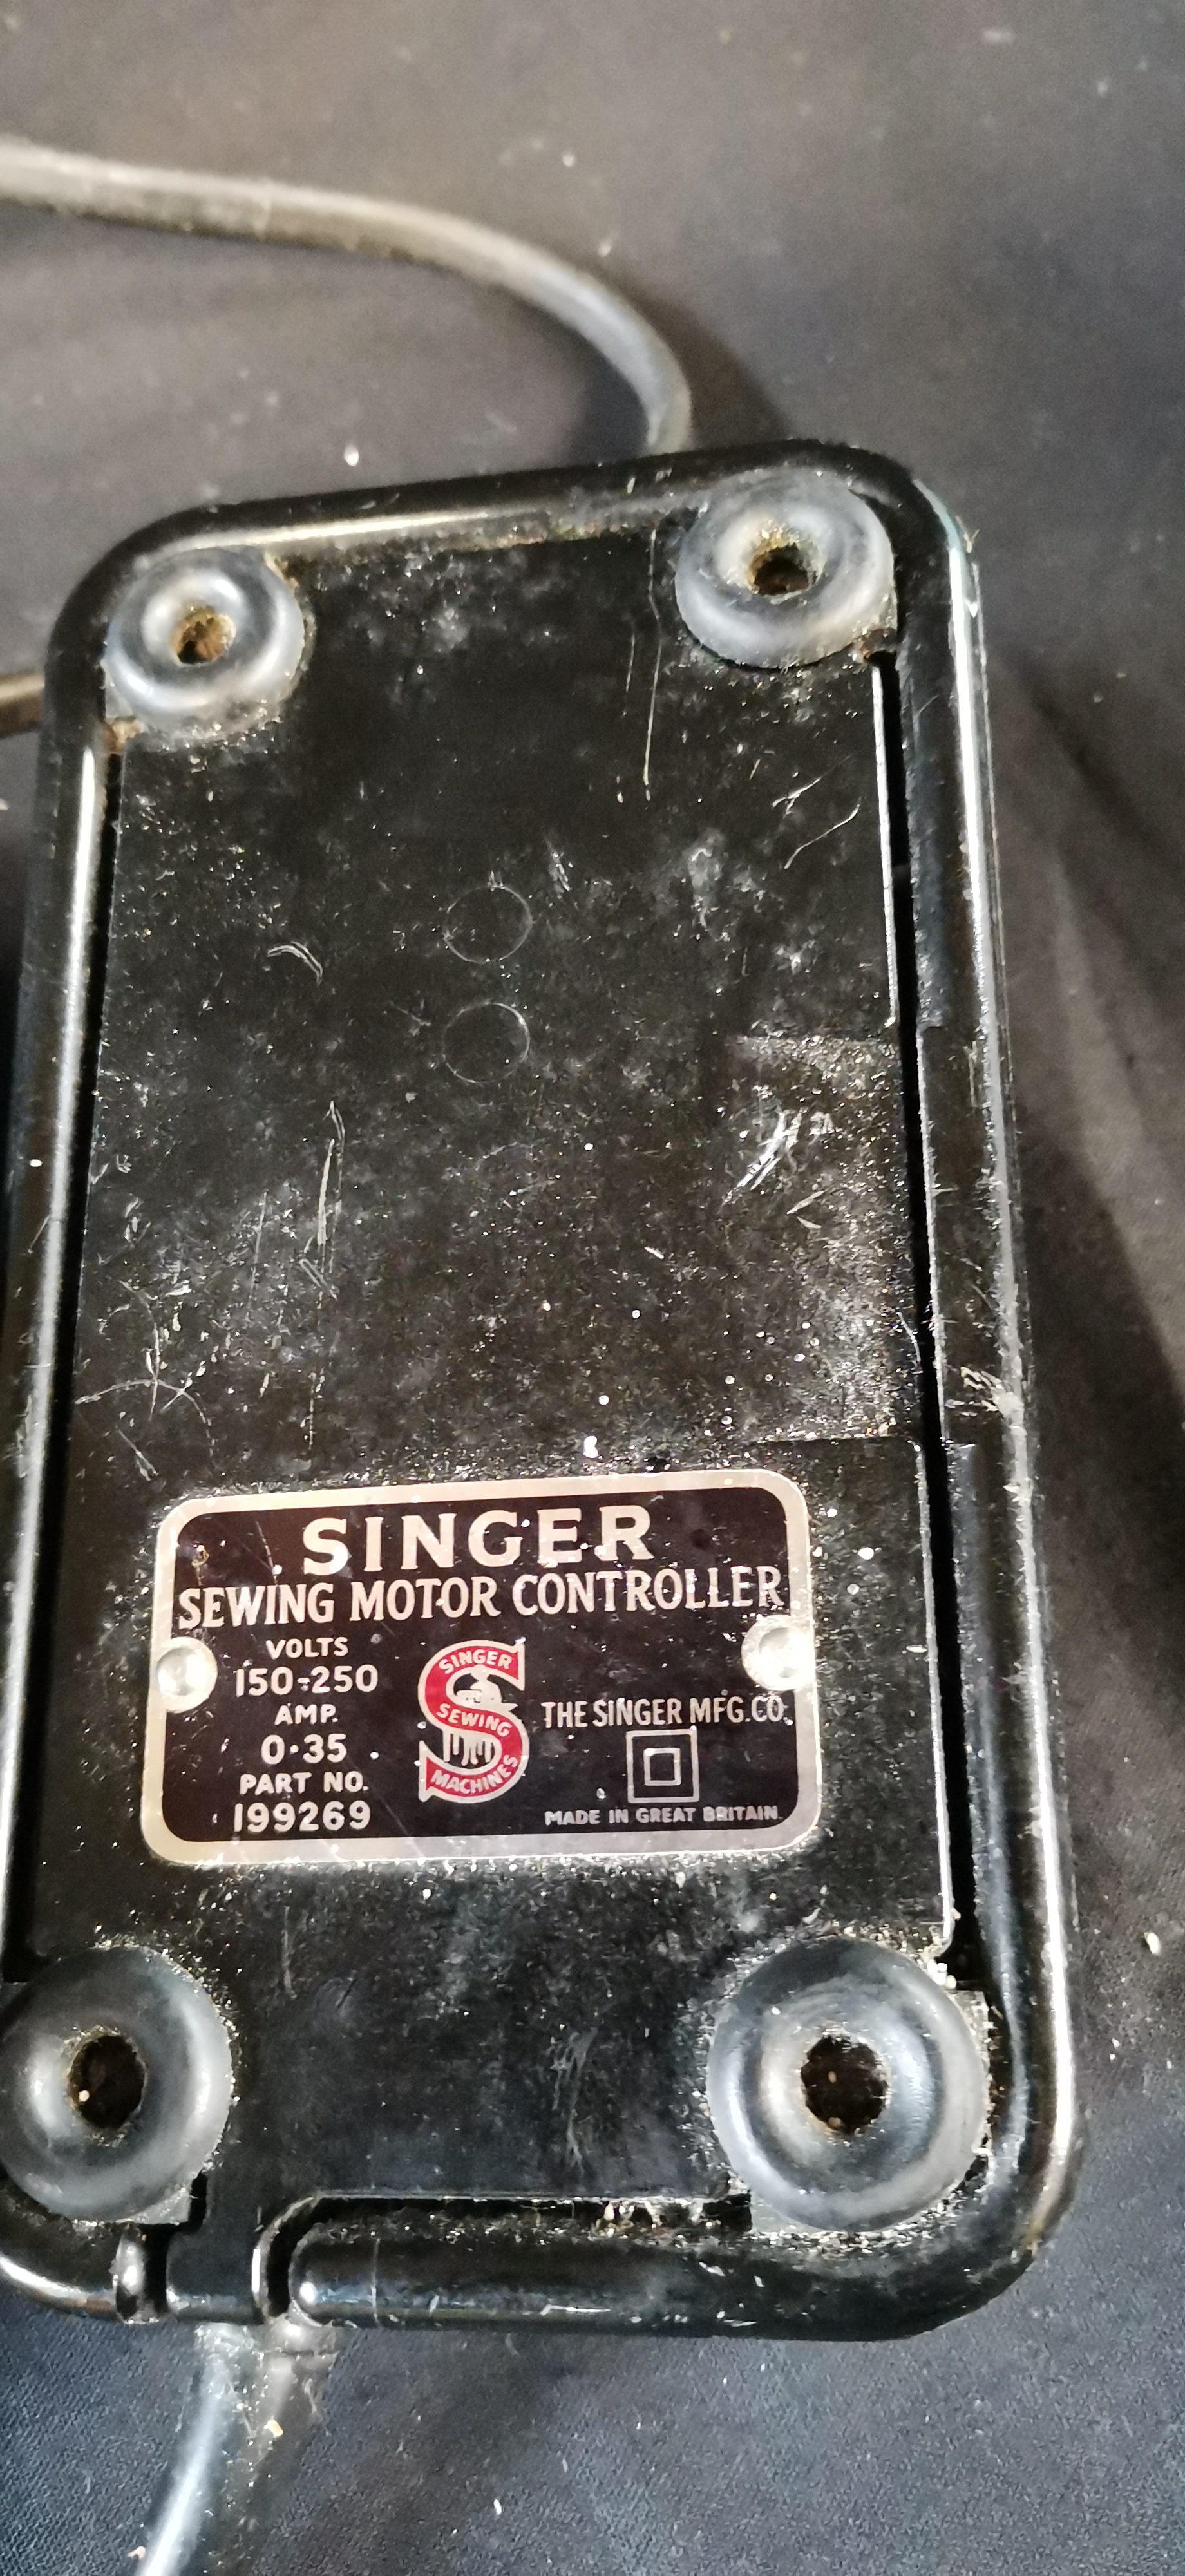 SINGER
SEWING MOTOR CONTROLLER
VOLTS
150-250
AMP.
0·35
PART NO.
199269
SINGER
SEWING
MACHINES
THE SINGER MFG.CO.
MADE IN GREAT BRITAIN.